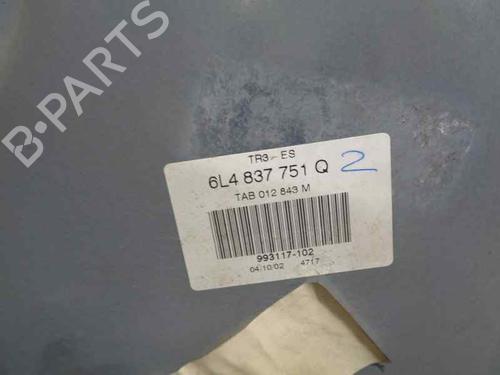 B-PARTS
TR3-ES
6L4 837 751 Q 2
TAB 012 843 M
993117-102
04.10/02 4717